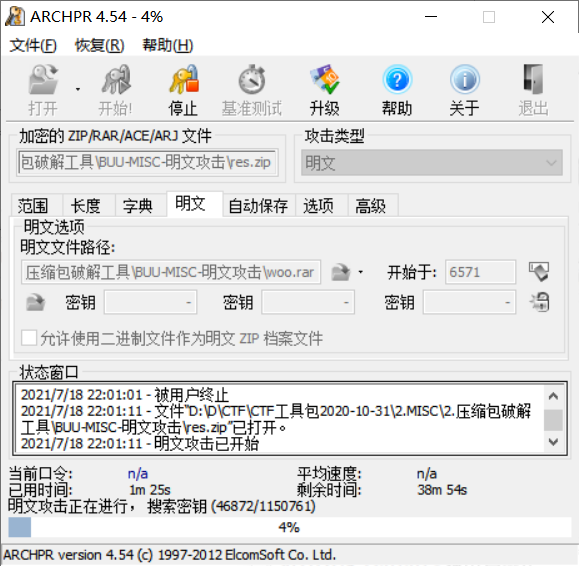 ARCHPR 4.54 - 4%
文件(F) 恢复(R) 帮助(H)
打开 开始! 停止 基准测试 升级 帮助 关于 退出
加密的 ZIP/RAR/ACE/ARJ 文件 攻击类型
包破解工具\BUU-MISC-明文攻击\res.zip 明文
范围 长度 字典 明文 自动保存 选项 高级
明文选项
明文文件路径:
压缩包破解工具\BUU-MISC-明文攻击\woo.rar 开始于: 6571
密钥 - 密钥 - 密钥 -
允许使用二进制文件作为明文 ZIP 档案文件
状态窗口
2021/7/18 22:01:01 - 被用户终止
2021/7/18 22:01:11 - 文件"D:\D\CTF\CTF工具包2020-10-31\2.MISC\2.压缩包破解
工具\BUU-MISC-明文攻击\res.zip"已打开。
2021/7/18 22:01:11 - 明文攻击已开始
当前口令: n/a 平均速度: n/a
已用时间: 1m 25s 剩余时间: 38m 54s
明文攻击正在进行，搜索密钥 (46872/1150761)
4%
ARCHPR version 4.54 (c) 1997-2012 ElcomSoft Co. Ltd.